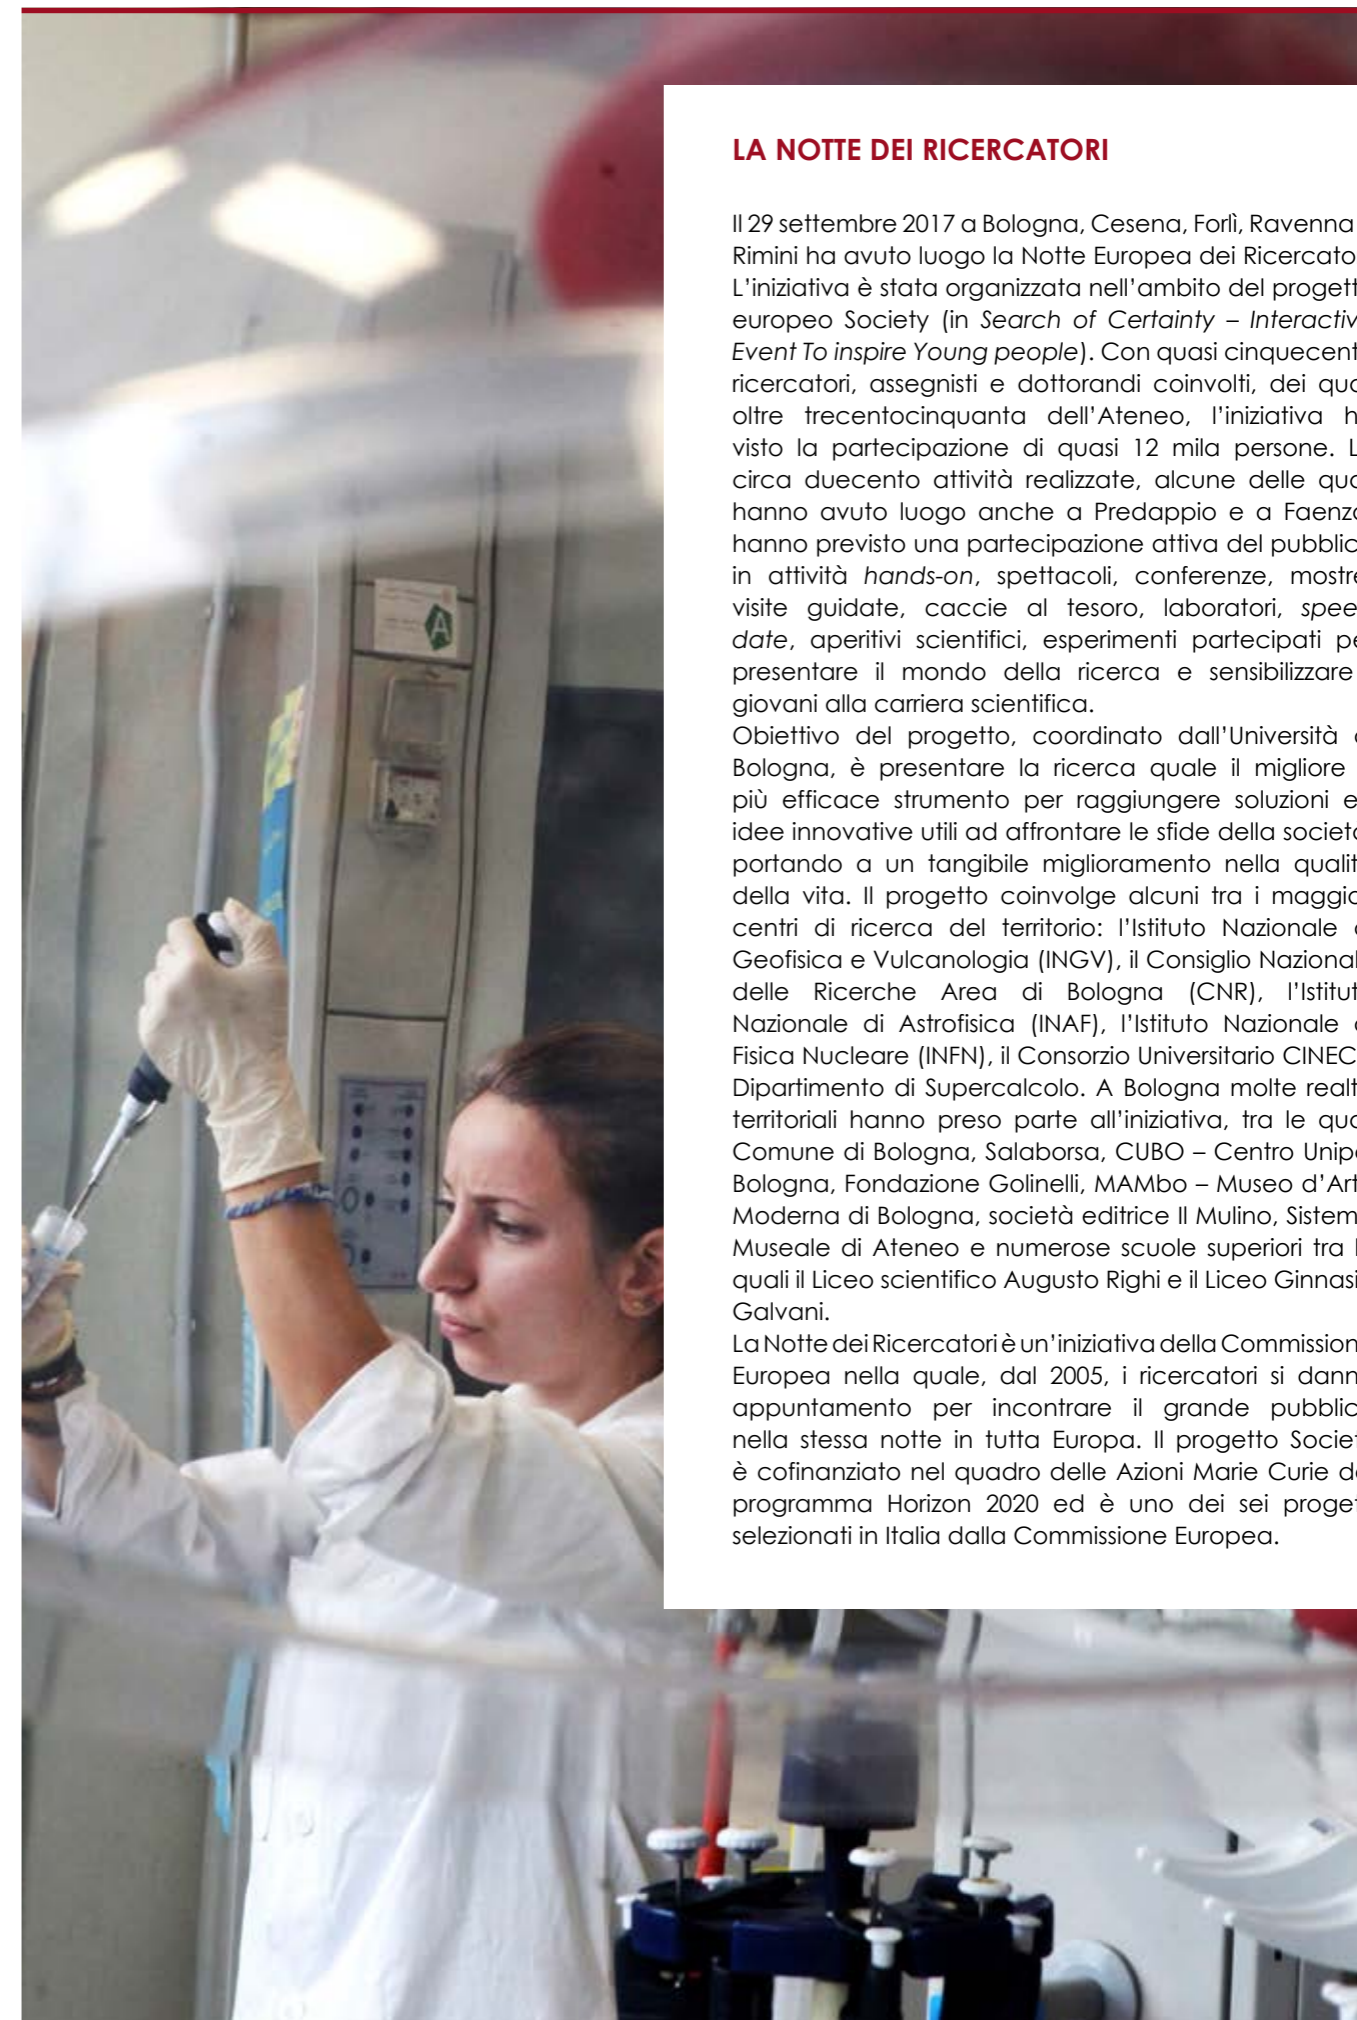 LA NOTTE DEI RICERCATORI
Il 29 settembre 2017 a Bologna, Cesena, Forlì, Ravenna
Rimini ha avuto luogo la Notte Europea dei Ricercato
L'iniziativa è stata organizzata nell'ambito del progett
europeo Society (in Search of Certainty – Interactiv
Event To inspire Young people). Con quasi cinquecent
ricercatori, assegnisti e dottorandi coinvolti, dei qua
oltre trecentocinquanta dell'Ateneo, l'iniziativa h
visto la partecipazione di quasi 12 mila persone. L
circa duecento attività realizzate, alcune delle qua
hanno avuto luogo anche a Predappio e a Faenza
hanno previsto una partecipazione attiva del pubblic
in attività hands-on, spettacoli, conferenze, mostre
visite guidate, caccie al tesoro, laboratori, spee
date, aperitivi scientifici, esperimenti partecipati pe
presentare il mondo della ricerca e sensibilizzare
giovani alla carriera scientifica.
Obiettivo del progetto, coordinato dall'Università d
Bologna, è presentare la ricerca quale il migliore
più efficace strumento per raggiungere soluzioni e
idee innovative utili ad affrontare le sfide della societa
portando a un tangibile miglioramento nella qualit
della vita. Il progetto coinvolge alcuni tra i maggio
centri di ricerca del territorio: l'Istituto Nazionale d
Geofisica e Vulcanologia (INGV), il Consiglio Nazional
delle Ricerche Area di Bologna (CNR), l'Istitut
Nazionale di Astrofisica (INAF), l'Istituto Nazionale d
Fisica Nucleare (INFN), il Consorzio Universitario CINEC
Dipartimento di Supercalcolo. A Bologna molte realt
territoriali hanno preso parte all'iniziativa, tra le qua
Comune di Bologna, Salaborsa, CUBO – Centro Unipo
Bologna, Fondazione Golinelli, MAMbo – Museo d'Art
Moderna di Bologna, società editrice Il Mulino, Sistem
Museale di Ateneo e numerose scuole superiori tra l
quali il Liceo scientifico Augusto Righi e il Liceo Ginnasi
Galvani.
La Notte dei Ricercatori è un'iniziativa della Commission
Europea nella quale, dal 2005, i ricercatori si dann
appuntamento per incontrare il grande pubblic
nella stessa notte in tutta Europa. Il progetto Societ
è cofinanziato nel quadro delle Azioni Marie Curie de
programma Horizon 2020 ed è uno dei sei proget
selezionati in Italia dalla Commissione Europea.
A